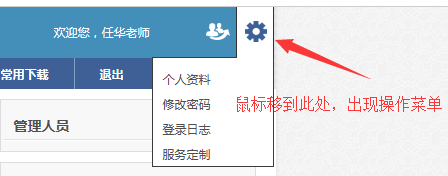 欢迎您，任华老师
常用下载 退出
个人资料
修改密码
鼠标移到此处，出现操作菜单
管理人员
登录日志
服务定制